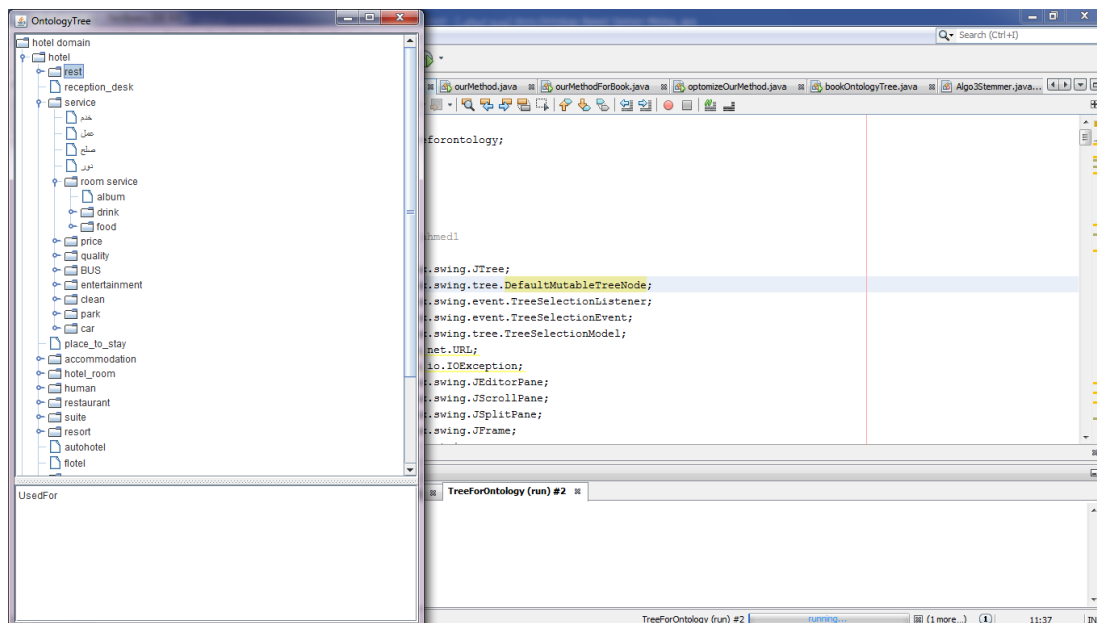 OntologyTree
hotel domain
hotel
rest
reception_desk
service
خدم
عمل
صلح
نور
room service
album
drink
food
price
quality
BUS
entertainment
clean
park
car
place_to_stay
accommodation
hotel_room
human
restaurant
suite
resort
autohotel
flotel
UsedFor
Search (Ctrl+I)
ourMethod.java ourMethodForBook.java optomizeOurMethod.java bookOntologyTree.java Algo3Stemmer.java...
eforontology;
ahmed1
t.swing.JTree;
t.swing.tree.DefaultMutableTreeNode;
t.swing.event.TreeSelectionListener;
t.swing.event.TreeSelectionEvent;
t.swing.tree.TreeSelectionModel;
net.URL;
io.IOException;
t.swing.JEditorPane;
t.swing.JScrollPane;
t.swing.JSplitPane;
t.swing.JFrame;
TreeForOntology (run) #2
TreeForOntology (run) #2 running... (1 more...) 1 11:37 IN